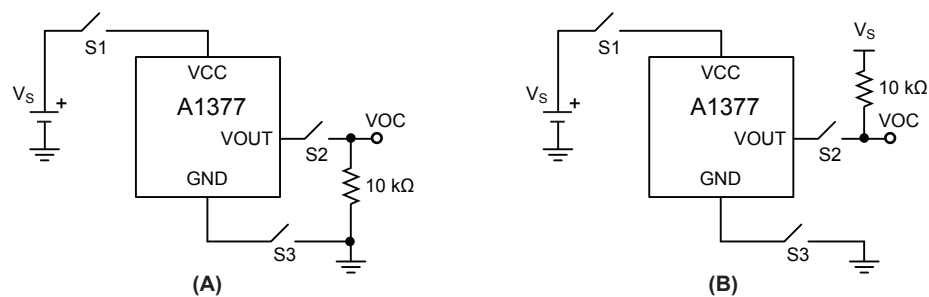 S1
VS
+
VCC
A1377
VOUT
S2
VOC
GND
10 kΩ
S3
(A)
S1
VS
VS
+
VCC
10 kΩ
A1377
VOC
VOUT
S2
GND
S3
(B)